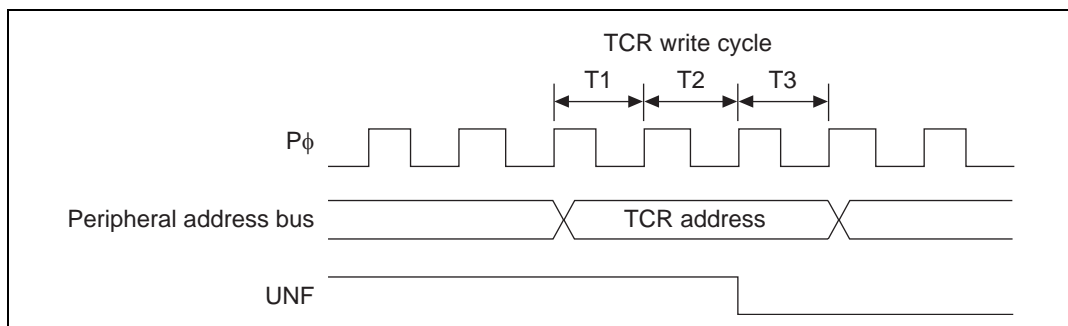 TCR write cycle
T1 T2 T3
Pϕ
Peripheral address bus TCR address
UNF